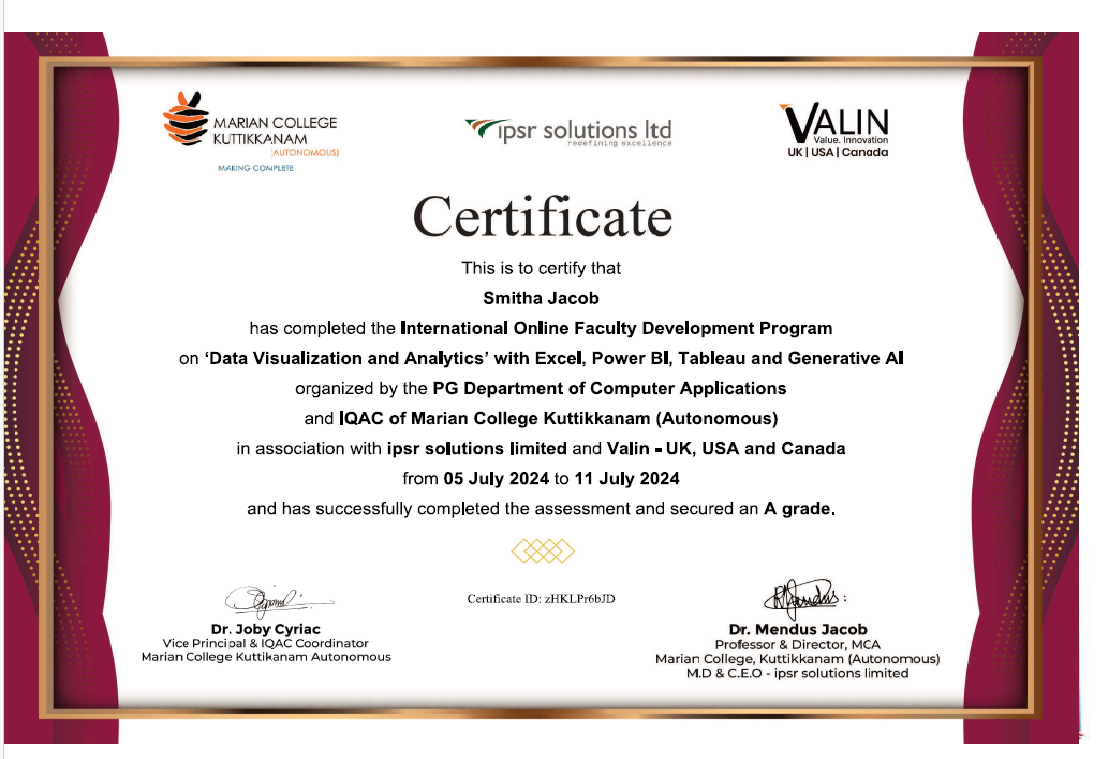 MARIAN COLLEGE
KUTTIKKANAM
(AUTONOMOUS)
MAKING COMPLETE
ipsr solutions ltd
redefining excellence
VALIN
Value. Innovation
UK || USA | Canada
Certificate
This is to certify that
Smitha Jacob
has completed the International Online Faculty Development Program
on ‘Data Visualization and Analytics’ with Excel, Power BI, Tableau and Generative AI
organized by the PG Department of Computer Applications
and IQAC of Marian College Kuttikkanam (Autonomous)
in association with ipsr solutions limited and Valin - UK, USA and Canada
from 05 July 2024 to 11 July 2024
and has successfully completed the assessment and secured an A grade.
Certificate ID: zHKLPr6bJD
Dr. Joby Cyriac
Vice Principal & IQAC Coordinator
Marian College Kuttikanam Autonomous
Dr. Mendus Jacob
Professor & Director, MCA
Marian College, Kuttikkanam (Autonomous)
M.D & C.E.O - ipsr solutions limited